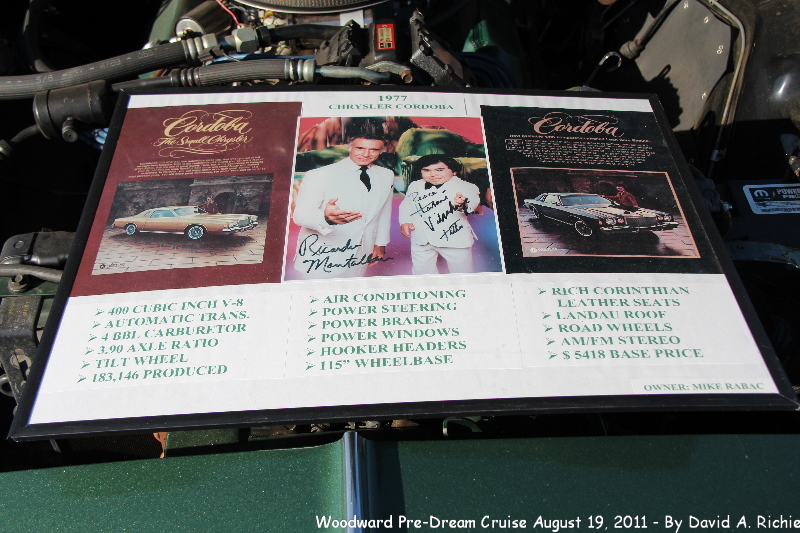 1977
CHRYSLER CORDOBA
Cordoba
The Small Chrysler
Cordoba
Peace
Ricardo
Montalban
➢ 400 CUBIC INCH V-8
➢ AUTOMATIC TRANS.
➢ 4 BBL CARBURETOR
➢ 3.90 AXLE RATIO
➢ TILT WHEEL
➢ 183,146 PRODUCED
➢ AIR CONDITIONING
➢ POWER STEERING
➢ POWER BRAKES
➢ POWER WINDOWS
➢ HOOKER HEADERS
➢ 115” WHEELBASE
➢ RICH CORINTHIAN
LEATHER SEATS
➢ LANDAU ROOF
➢ ROAD WHEELS
➢ AM/FM STEREO
➢ $ 5418 BASE PRICE
OWNER: MIKE RABAC
Woodward Pre-Dream Cruise August 19, 2011 - By David A. Richie